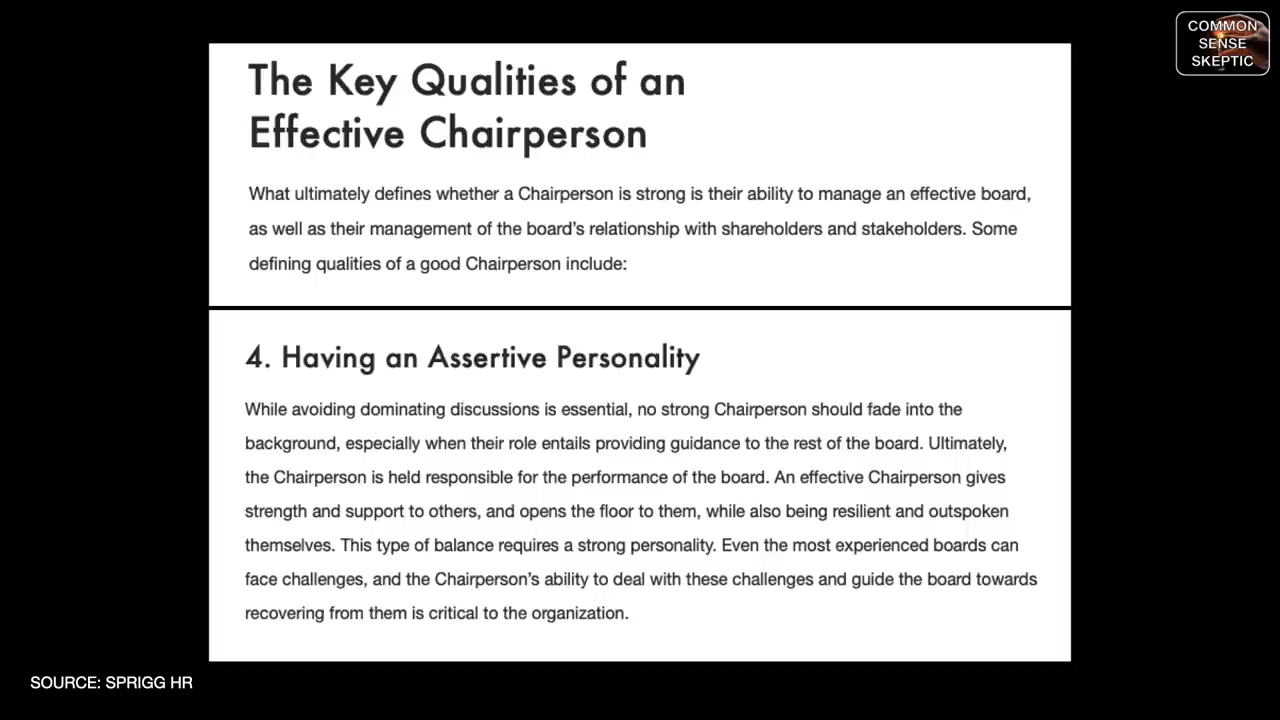 COMMON
SENSE
SKEPTIC
The Key Qualities of an
Effective Chairperson
What ultimately defines whether a Chairperson is strong is their ability to manage an effective board,
as well as their management of the board's relationship with shareholders and stakeholders. Some
defining qualities of a good Chairperson include:
4. Having an Assertive Personality
While avoiding dominating discussions is essential, no strong Chairperson should fade into the
background, especially when their role entails providing guidance to the rest of the board. Ultimately,
the Chairperson is held responsible for the performance of the board. An effective Chairperson gives
strength and support to others, and opens the floor to them, while also being resilient and outspoken
themselves. This type of balance requires a strong personality. Even the most experienced boards can
face challenges, and the Chairperson's ability to deal with these challenges and guide the board towards
recovering from them is critical to the organization.
SOURCE: SPRIGG HR